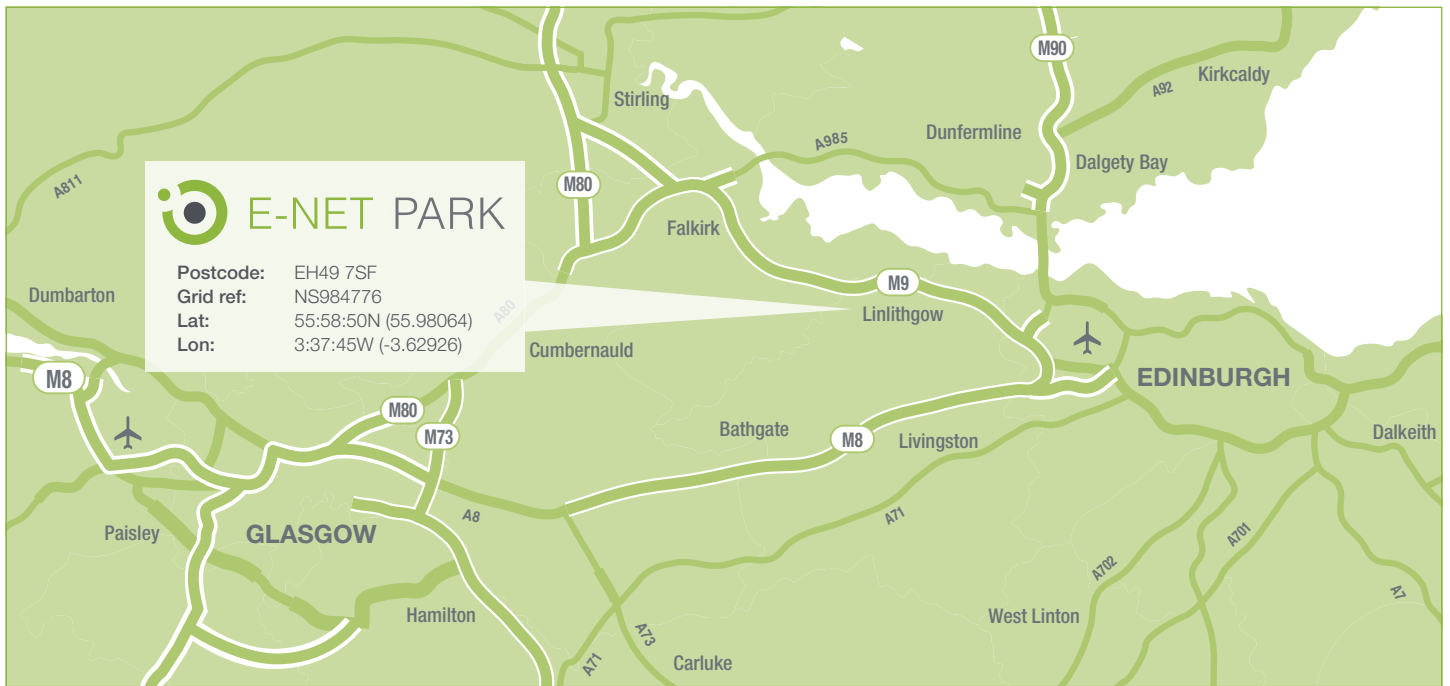 M90
Kirkcaldy
A92
Stirling
Dunfermline
A985
Dalgety Bay
A811
M80
E-NET PARK
Falkirk
Postcode: EH49 7SF
Grid ref: NS984776
Lat: 55:58:50N (55.98064)
Lon: 3:37:45W (-3.62926)
M9
Dumbarton
A80
Linlithgow
Cumbernauld
M8
EDINBURGH
M80
M73
Bathgate
M8
Livingston
Dalkeith
A8
A71
Paisley
GLASGOW
A701
A702
A7
Hamilton
West Linton
A73
A71
Carluke